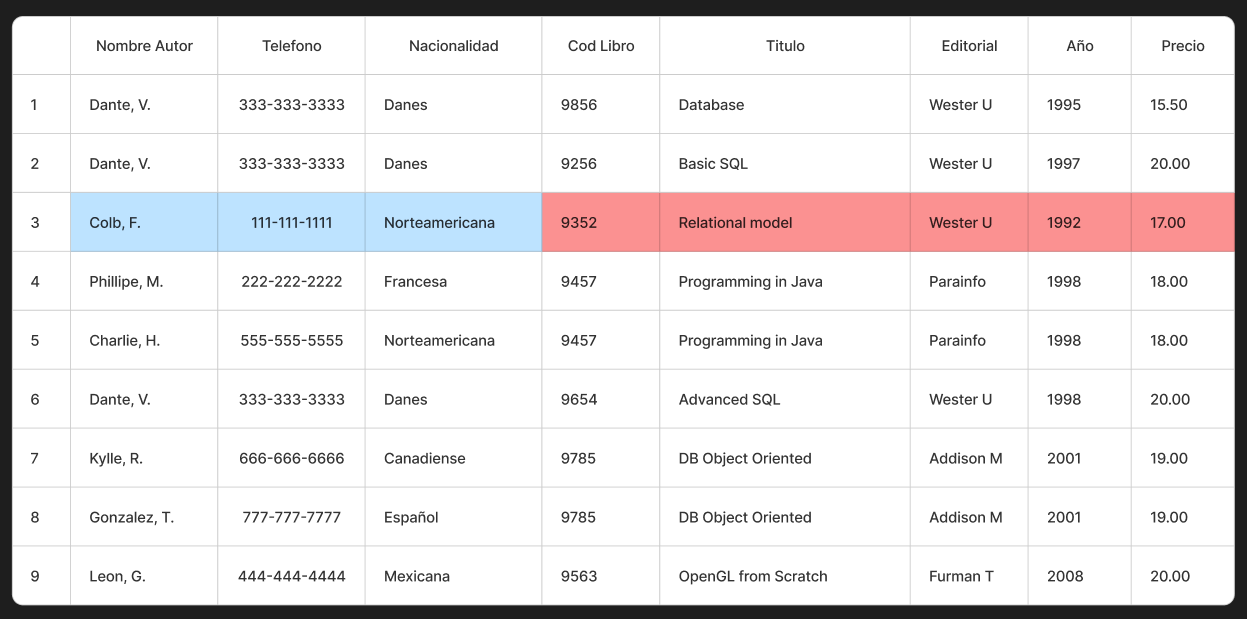 Nombre Autor Telefono Nacionalidad Cod Libro Titulo Editorial Año Precio
1 Dante, V. 333-333-3333 Danes 9856 Database Wester U 1995 15.50
2 Dante, V. 333-333-3333 Danes 9256 Basic SQL Wester U 1997 20.00
3 Colb, F. 111-111-1111 Norteamericana 9352 Relational model Wester U 1992 17.00
4 Phillipe, M. 222-222-2222 Francesa 9457 Programming in Java Parainfo 1998 18.00
5 Charlie, H. 555-555-5555 Norteamericana 9457 Programming in Java Parainfo 1998 18.00
6 Dante, V. 333-333-3333 Danes 9654 Advanced SQL Wester U 1998 20.00
7 Kylle, R. 666-666-6666 Canadiense 9785 DB Object Oriented Addison M 2001 19.00
8 Gonzalez, T. 777-777-7777 Español 9785 DB Object Oriented Addison M 2001 19.00
9 Leon, G. 444-444-4444 Mexicana 9563 OpenGL from Scratch Furman T 2008 20.00